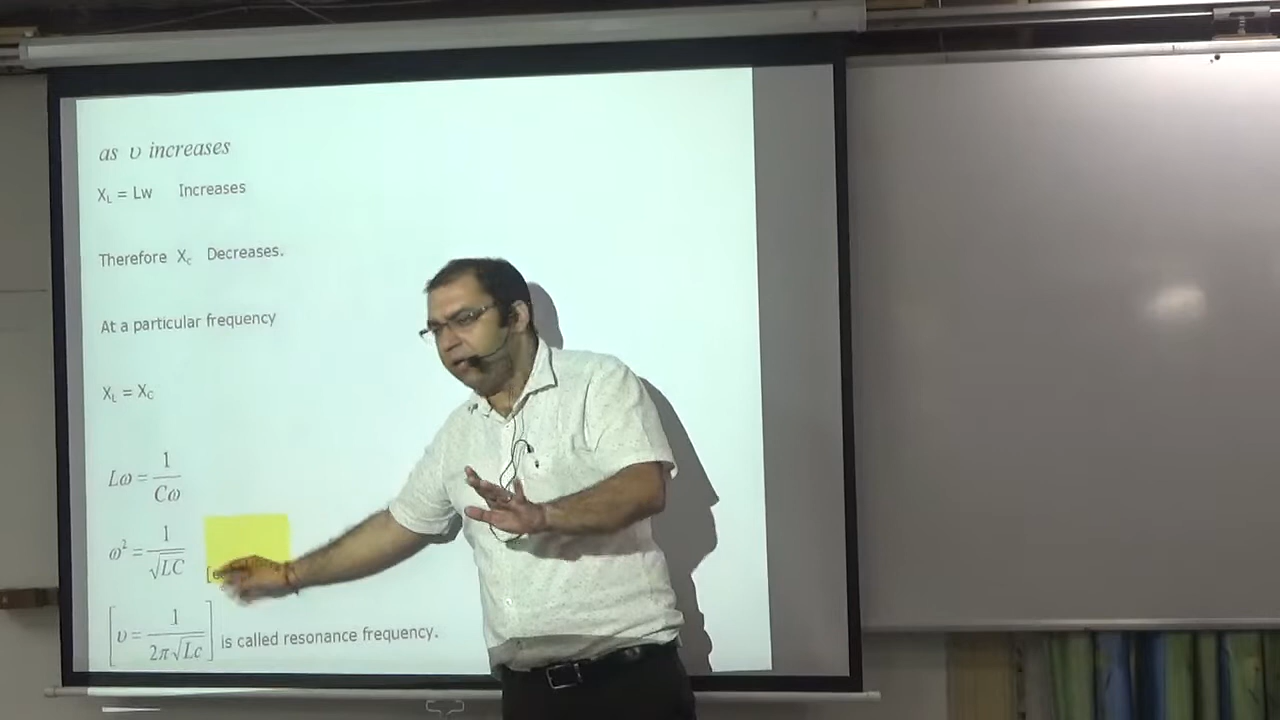 as υ increases
X_L = Lw Increases
Therefore X_c Decreases.
At a particular frequency
X_L = X_C
Lω = 1/Cω
ω² = 1/√LC
[υ = 1/2π√Lc] is called resonance frequency.